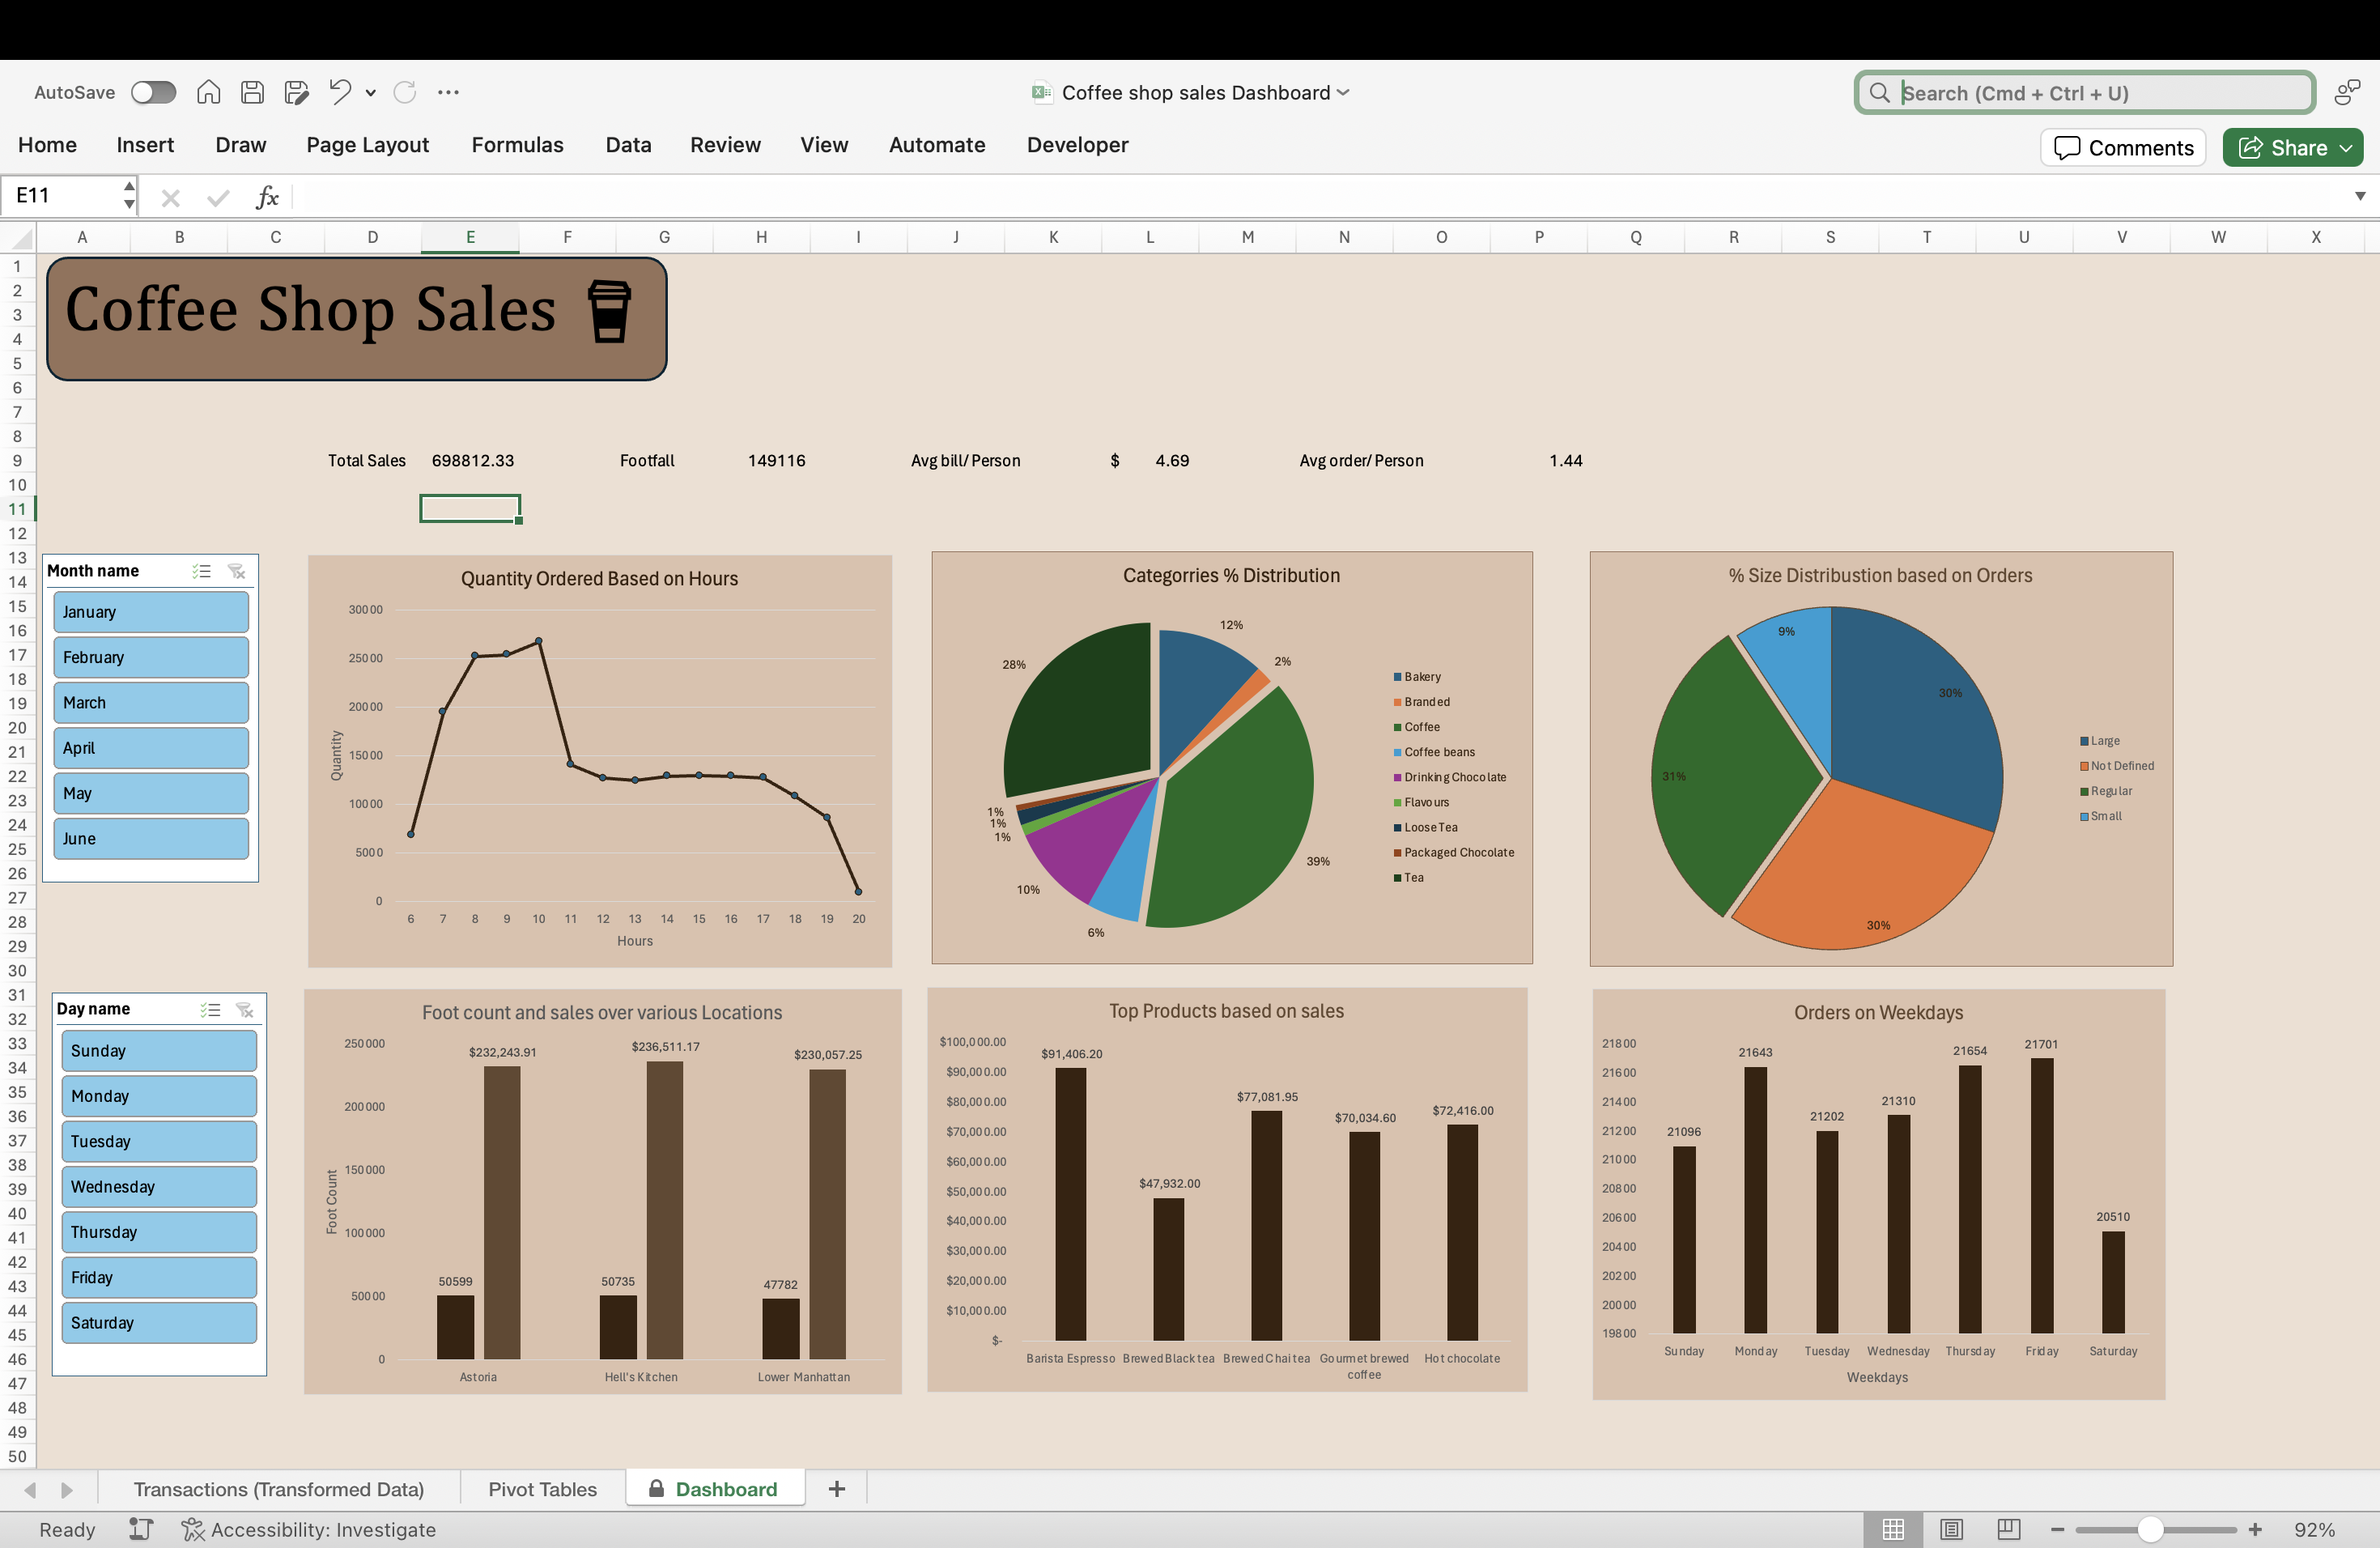 AutoSave
Coffee shop sales Dashboard
Search (Cmd + Ctrl + U)
Home Insert Draw Page Layout Formulas Data Review View Automate Developer
Comments Share
E11 fx
A B C D E F G H I J K L M N O P Q R S T U V W X
1
2
3
4
5
6
7
8
9
10
11
12
13
14
15
16
17
18
19
20
21
22
23
24
25
26
27
28
29
30
31
32
33
34
35
36
37
38
39
40
41
42
43
44
45
46
47
48
49
50
Coffee Shop Sales
Total Sales 698812.33 Footfall 149116 Avg bill/ Person $ 4.69 Avg order/ Person 1.44
Month name
January
February
March
April
May
June
Quantity Ordered Based on Hours
30000
25000
20000
15000
10000
5000
0
Quantity
6 7 8 9 10 11 12 13 14 15 16 17 18 19 20
Hours
Categorries % Distribution
12%
2%
28%
39%
1%
1%
1%
10%
6%
Bakery
Branded
Coffee
Coffee beans
Drinking Chocolate
Flavours
Loose Tea
Packaged Chocolate
Tea
% Size Distribustion based on Orders
9%
30%
31%
30%
Large
Not Defined
Regular
Small
Day name
Sunday
Monday
Tuesday
Wednesday
Thursday
Friday
Saturday
Foot count and sales over various Locations
250000
200000
150000
100000
50000
0
Foot Count
$232,243.91 $236,511.17 $230,057.25
50599 50735 47782
Astoria Hell's Kitchen Lower Manhattan
Top Products based on sales
$100,000.00
$90,000.00
$80,000.00
$70,000.00
$60,000.00
$50,000.00
$40,000.00
$30,000.00
$20,000.00
$10,000.00
$-
$91,406.20 $47,932.00 $77,081.95 $70,034.60 $72,416.00
Barista Espresso Brewed Black tea Brewed Chai tea Gourmet brewed coffee Hot chocolate
Orders on Weekdays
21800
21600
21400
21200
21000
20800
20600
20400
20200
20000
19800
21096 21643 21202 21310 21654 21701 20510
Sunday Monday Tuesday Wednesday Thursday Friday Saturday
Weekdays
Transactions (Transformed Data) Pivot Tables Dashboard
Ready Accessibility: Investigate 92%